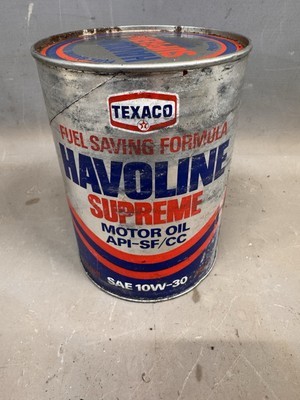 TEXACO
FUEL SAVING FORMULA
HAVOLINE
SUPREME
MOTOR OIL
API-SF/CC
SAE 10W-30